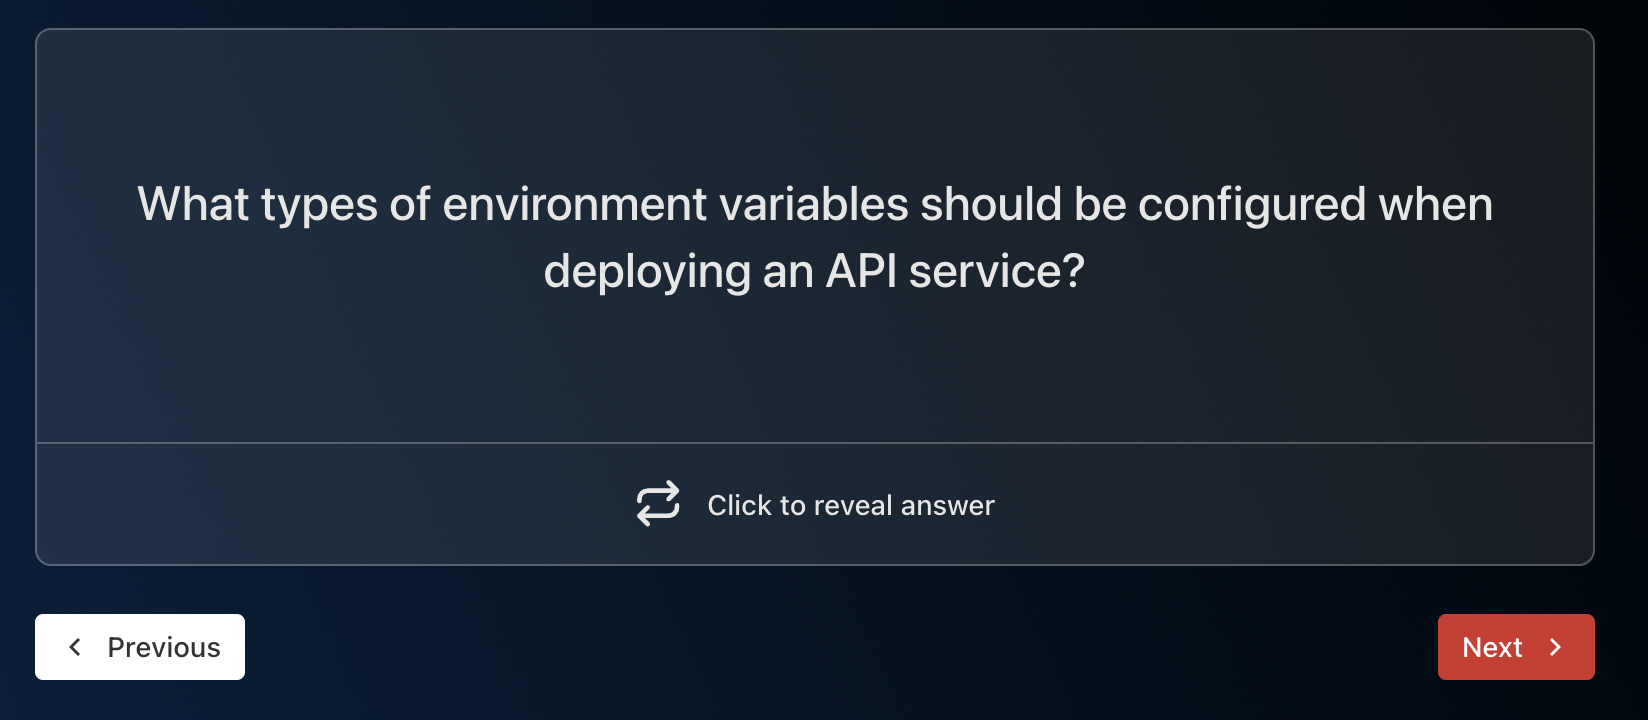 What types of environment variables should be configured when
deploying an API service?
Click to reveal answer
Previous
Next